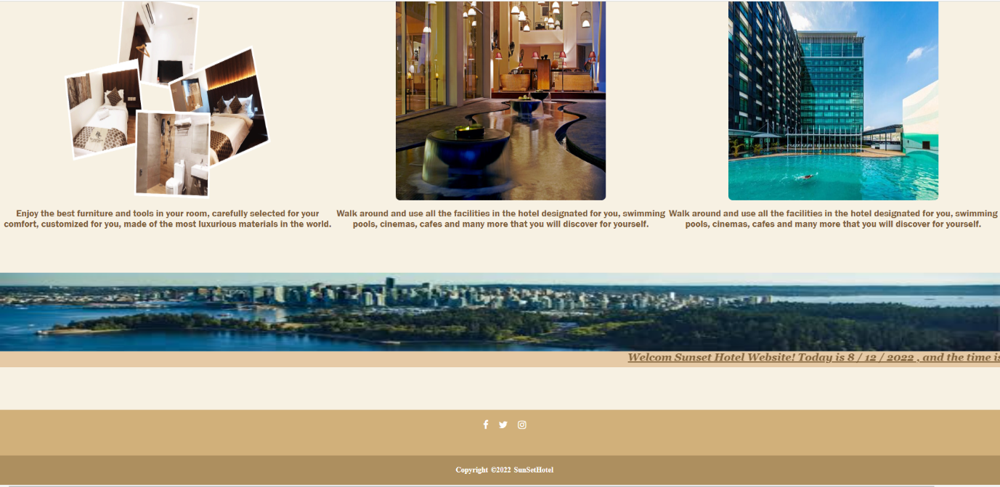 Enjoy the best furniture and tools in your room, carefully selected for your
comfort, customized for you, made of the most luxurious materials in the world.
Walk around and use all the facilities in the hotel designated for you, swimming
pools, cinemas, cafes and many more that you will discover for yourself.
Walk around and use all the facilities in the hotel designated for you, swimming
pools, cinemas, cafes and many more that you will discover for yourself.
Welcom Sunset Hotel Website! Today is 8 / 12 / 2022 , and the time is
Copyright ©2022 SunSetHotel